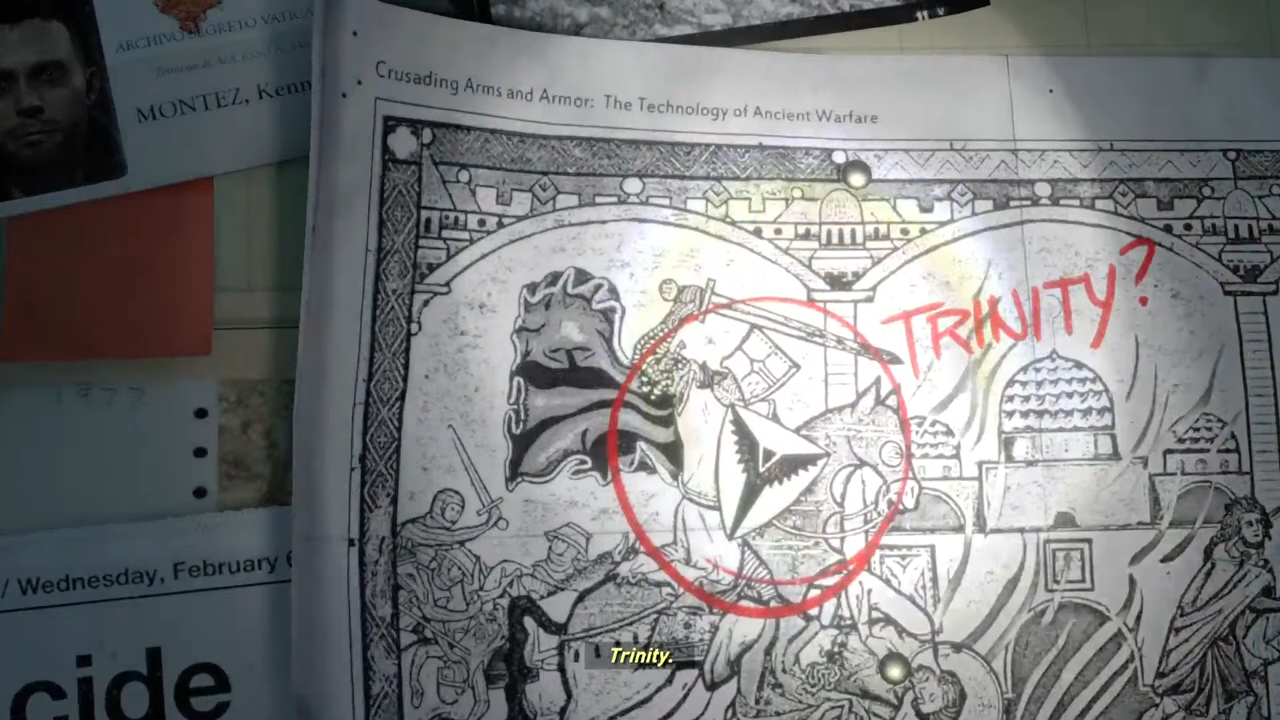 ARCHIVO SEGRETO VATICA
MONTEZ, Kenn
Crusading Arms and Armor: The Technology of Ancient Warfare
TRINITY?
1977
/ Wednesday, February
cide
Trinity.